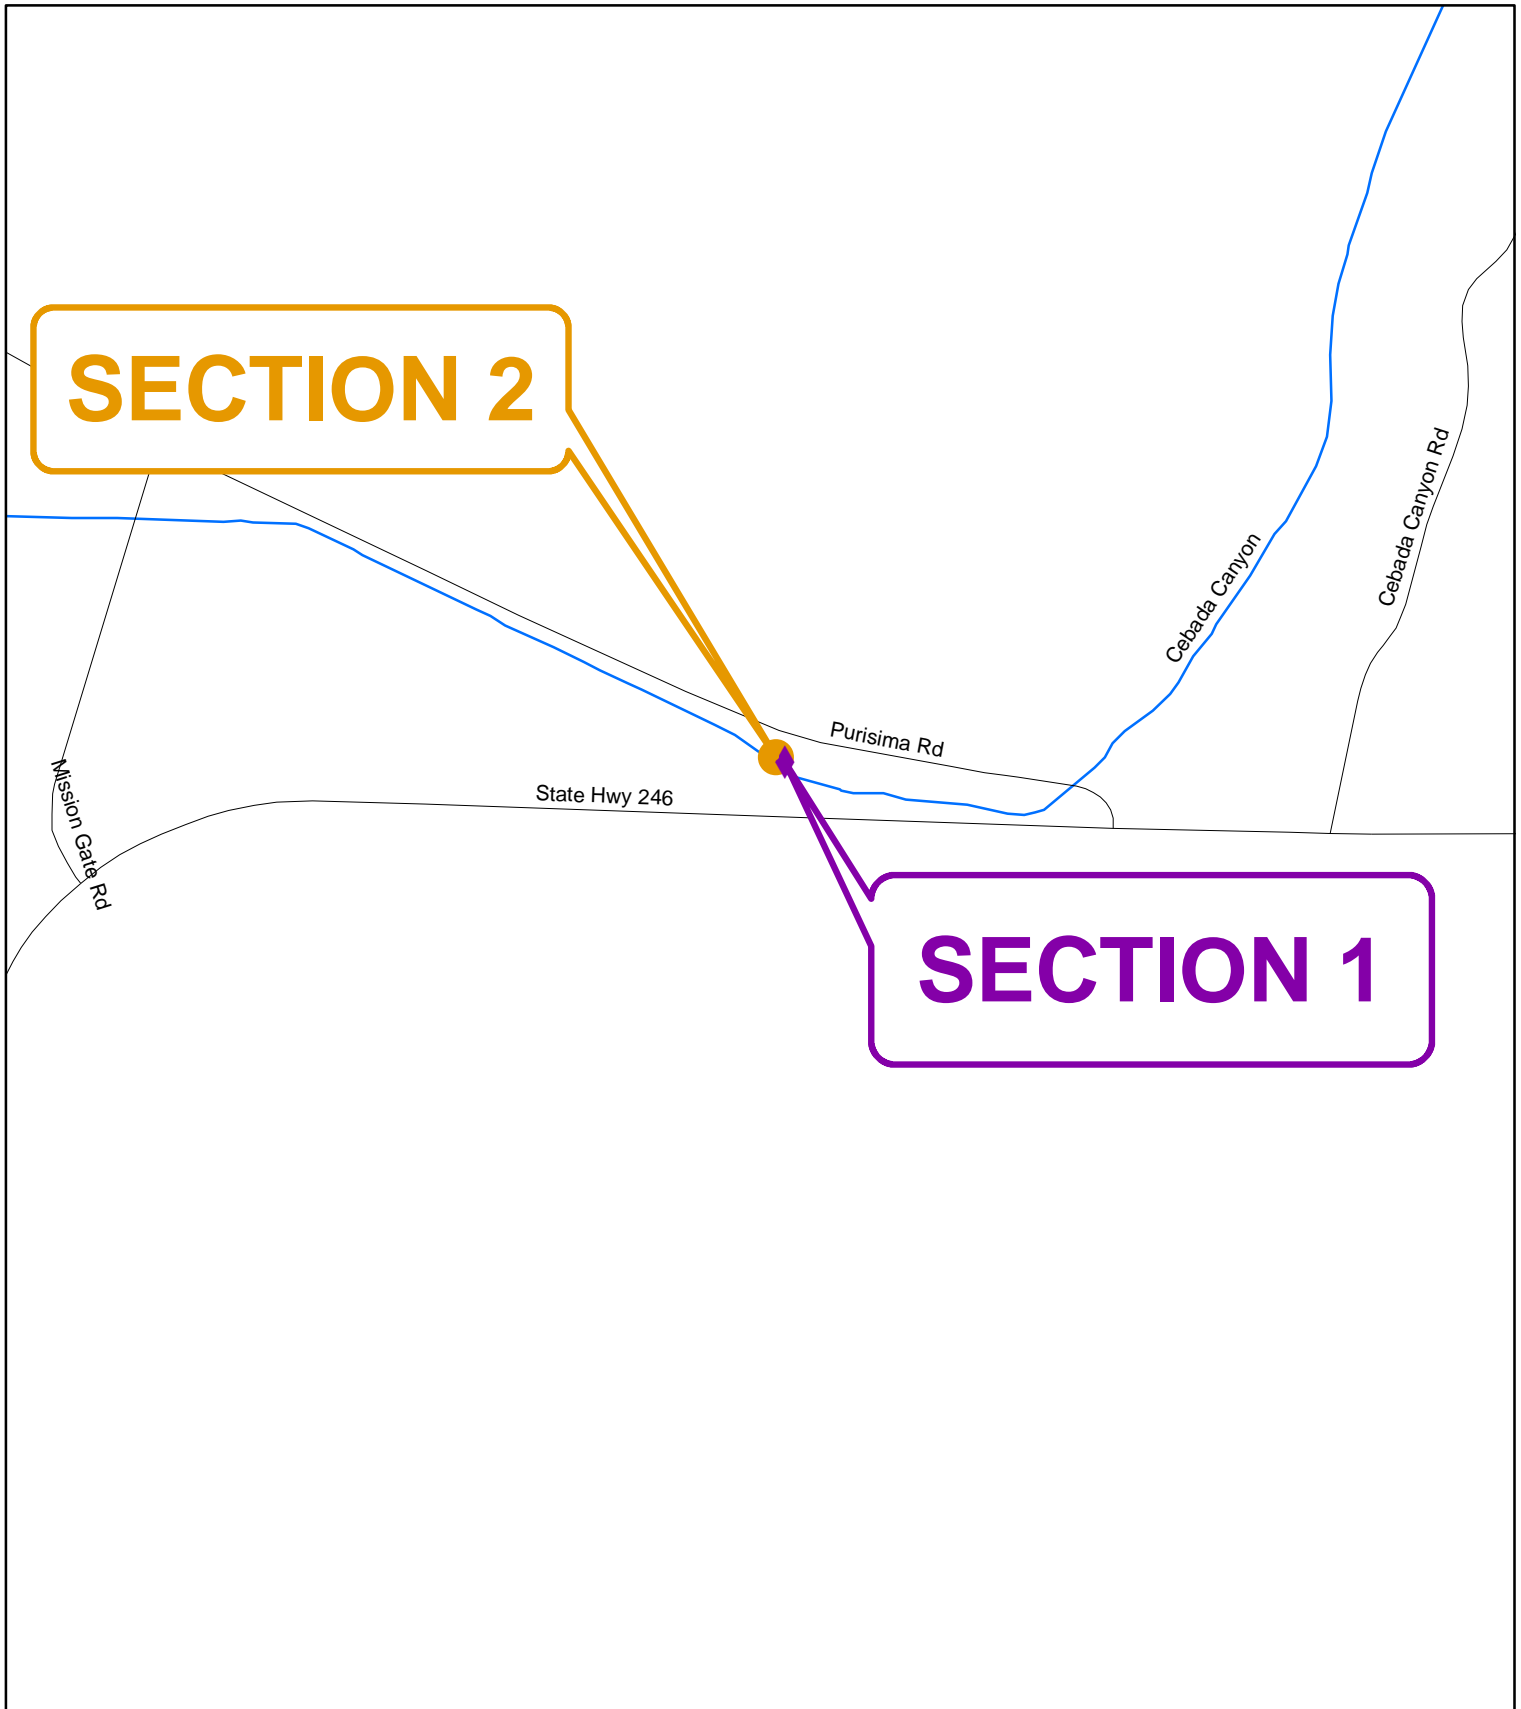 SECTION 2
Cebada Canyon Rd
Cebada Canyon
Purisima Rd
State Hwy 246
Mission Gate Rd
SECTION 1